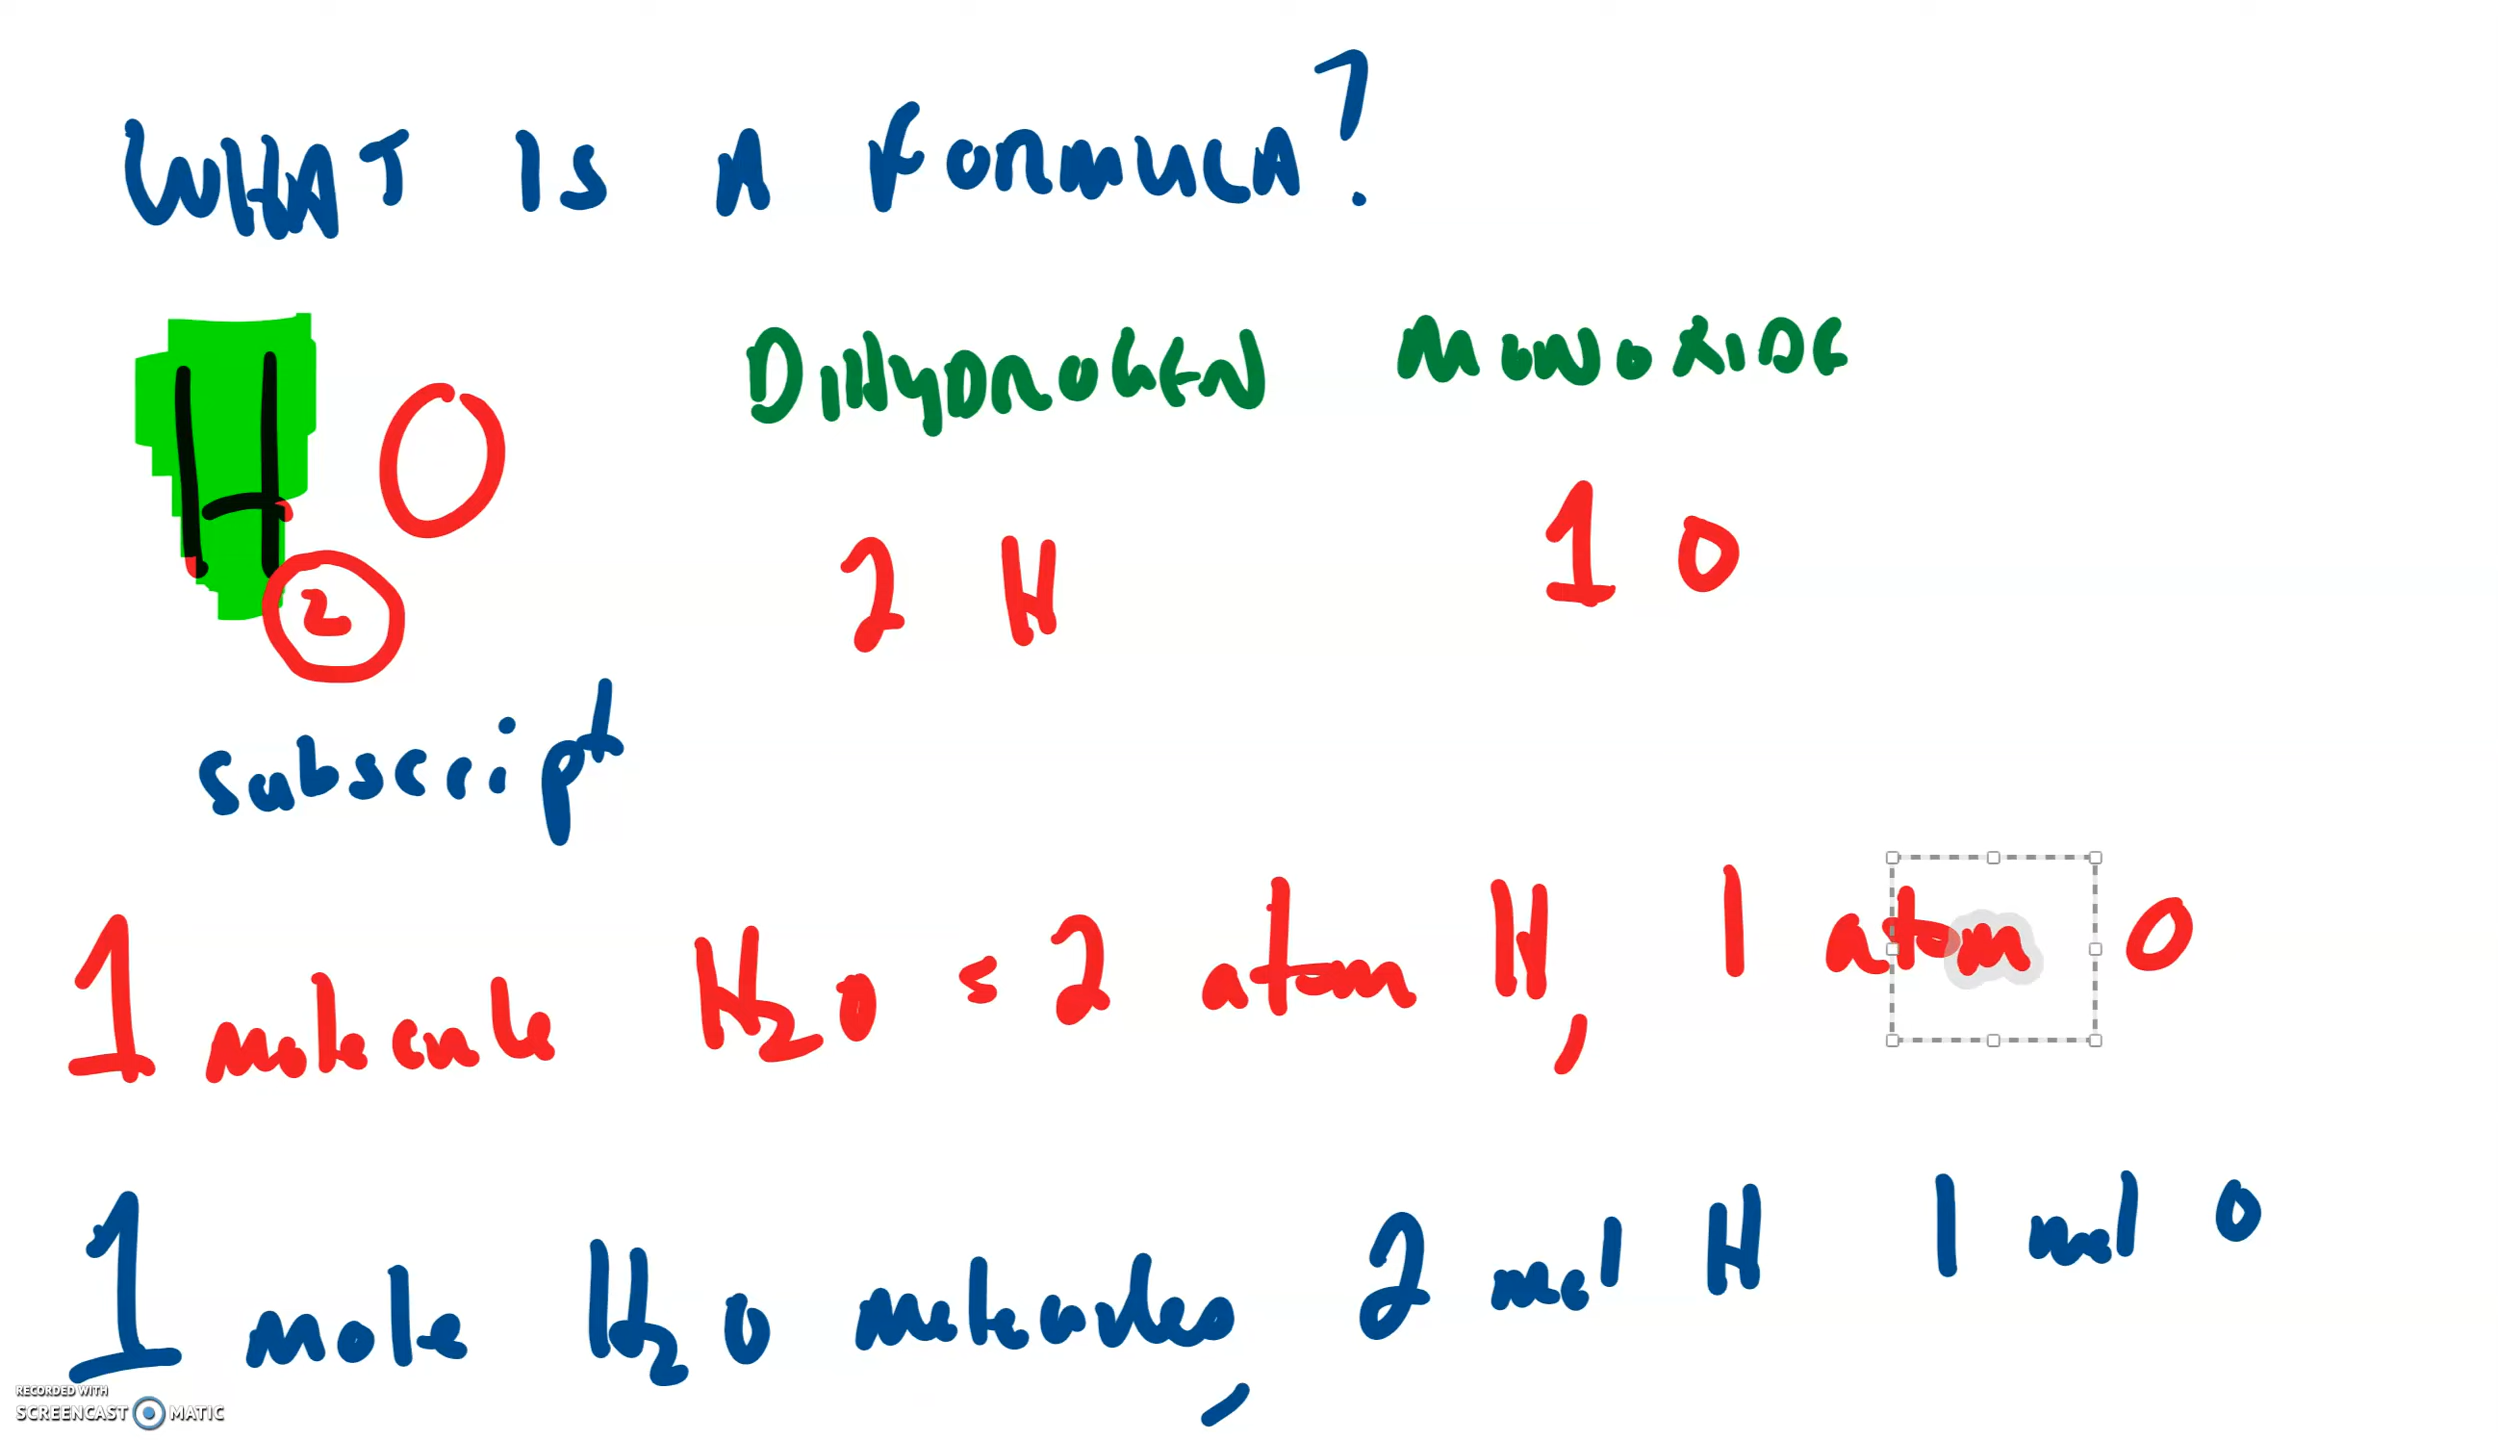 WHAT IS A FORMULA?
H2O DIHYDROGEN MONOXIDE
2 H 1 O
subscript
1 molecule H2O = 2 atom H, 1 atom O
1 mole H2O molecules, 2 mol H 1 mol O
RECORDED WITH
SCREENCAST MATIC